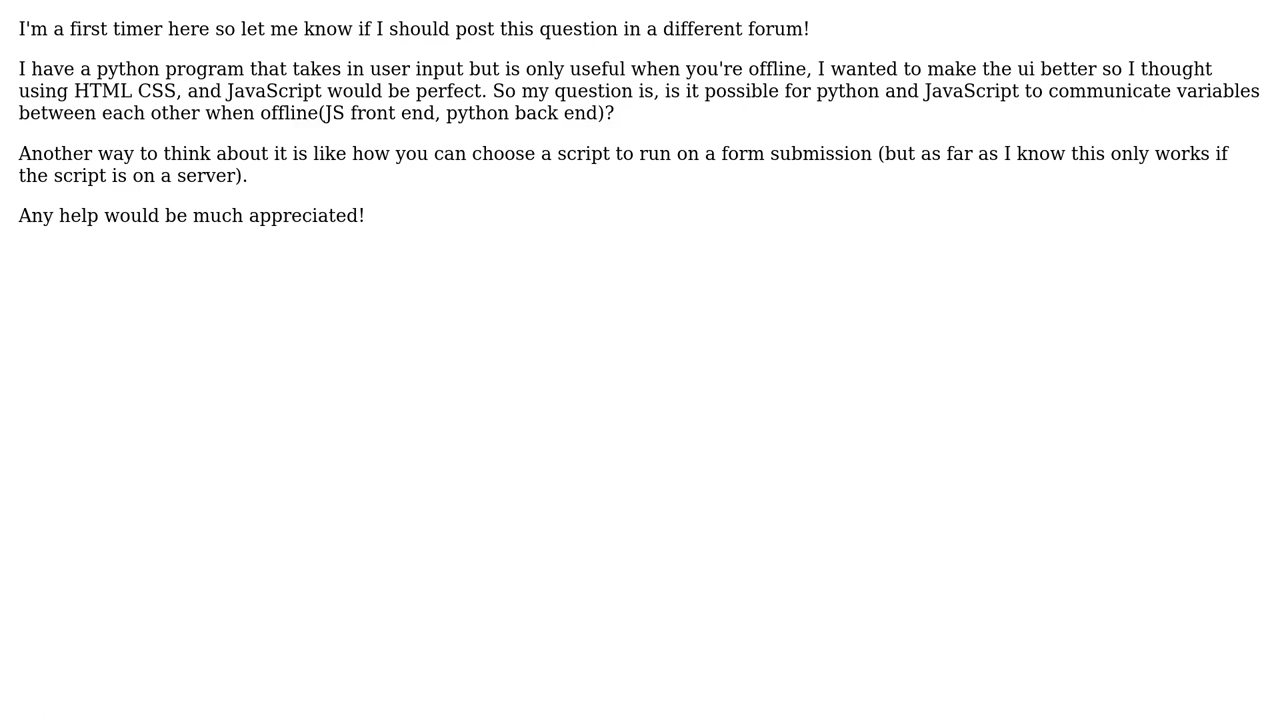 I'm a first timer here so let me know if I should post this question in a different forum!
I have a python program that takes in user input but is only useful when you're offline, I wanted to make the ui better so I thought
using HTML CSS, and JavaScript would be perfect. So my question is, is it possible for python and JavaScript to communicate variables
between each other when offline(JS front end, python back end)?
Another way to think about it is like how you can choose a script to run on a form submission (but as far as I know this only works if
the script is on a server).
Any help would be much appreciated!